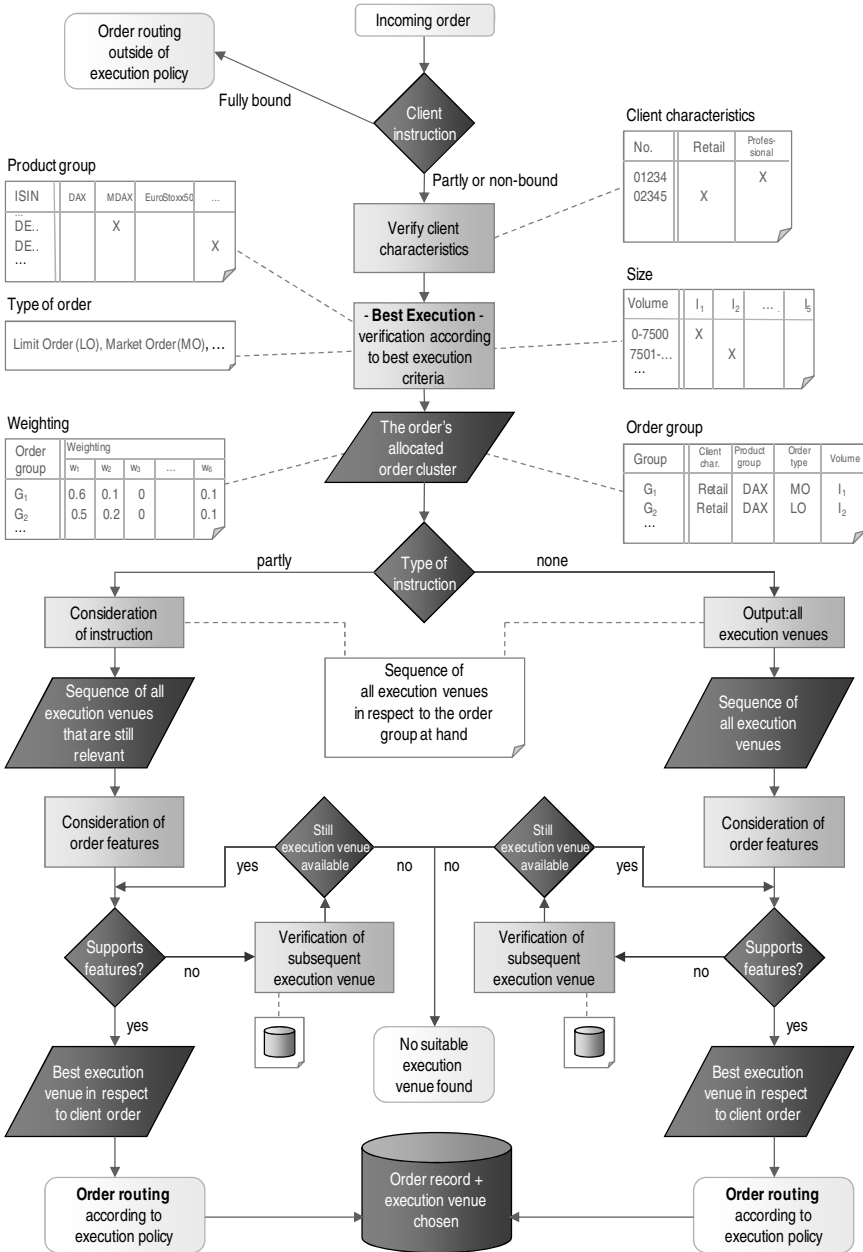 Incoming order
Order routing
outside of
execution policy
Fully bound
Client
instruction
Partly or non-bound
Client characteristics
No. Retail Profes-
sional
01234 X
02345 X
Product group
ISIN DAX MDAX EuroStoxx50 ...
...
DE.. X
DE.. X
...
Verify client
characteristics
Size
Volume I1 I2 ... . I5
0-7500 X
7501-... X
...
Type of order
Limit Order (LO), Market Order(MO), ...
- Best Execution -
verification according
to best execution
criteria
Weighting
Order
group
Weighting
w1 w2 w3 ... w6
G1 0.6 0.1 0 0.1
G2 0.5 0.2 0 0.1
...
The order's
allocated
order cluster
Order group
Group Client
char. Product
group Order
type Volume
G1 Retail DAX MO I1
G2 Retail DAX LO I2
...
partly
Type of
instruction
none
Consideration
of instruction
Output:all
execution venues
Sequence of
all execution venues
in respect to the order
group at hand
Sequence of all
execution venues
that are still
relevant
Sequence of
all execution
venues
Consideration of
order features
Still
execution venue
available
Still
execution venue
available
Consideration of
order features
yes
no
no
yes
Supports
features?
no
Verification of
subsequent
execution venue
Verification of
subsequent
execution venue
no
Supports
features?
yes
No suitable
execution
venue found
yes
Best execution
venue in respect
to client order
Best execution
venue in respect
to client order
Order routing
according to
execution policy
Order record +
execution venue
chosen
Order routing
according to
execution policy